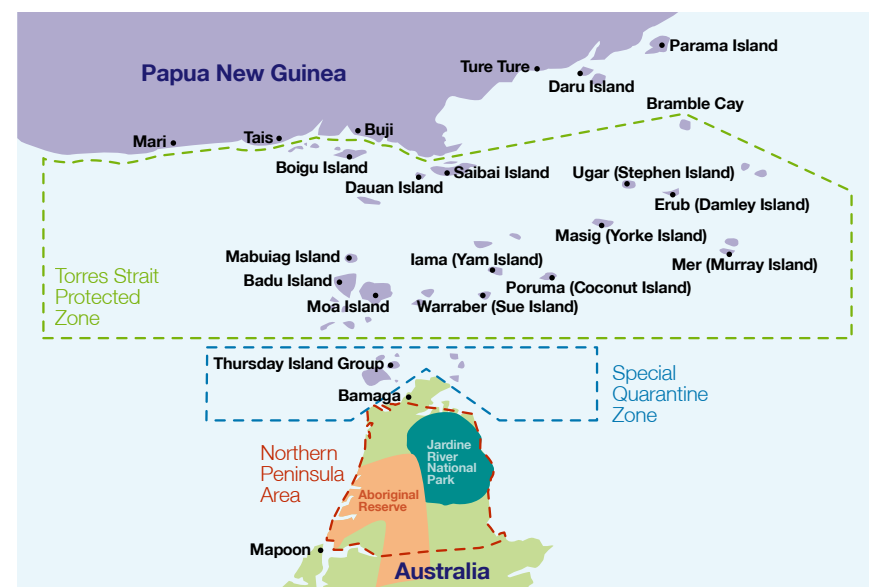 Parama Island
Papua New Guinea
Ture Ture
Daru Island
Bramble Cay
Buji
Tais
Mari
Boigu Island
Saibai Island
Ugar (Stephen Island)
Dauan Island
Erub (Damley Island)
Masig (Yorke Island)
Mabuiag Island
Iama (Yam Island)
Mer (Murray Island)
Torres Strait
Protected
Zone
Badu Island
Poruma (Coconut Island)
Moa Island
Warraber (Sue Island)
Thursday Island Group
Special
Quarantine
Zone
Bamaga
Northern
Peninsula
Area
Jardine
River
National
Park
Aboriginal
Reserve
Mapoon
Australia